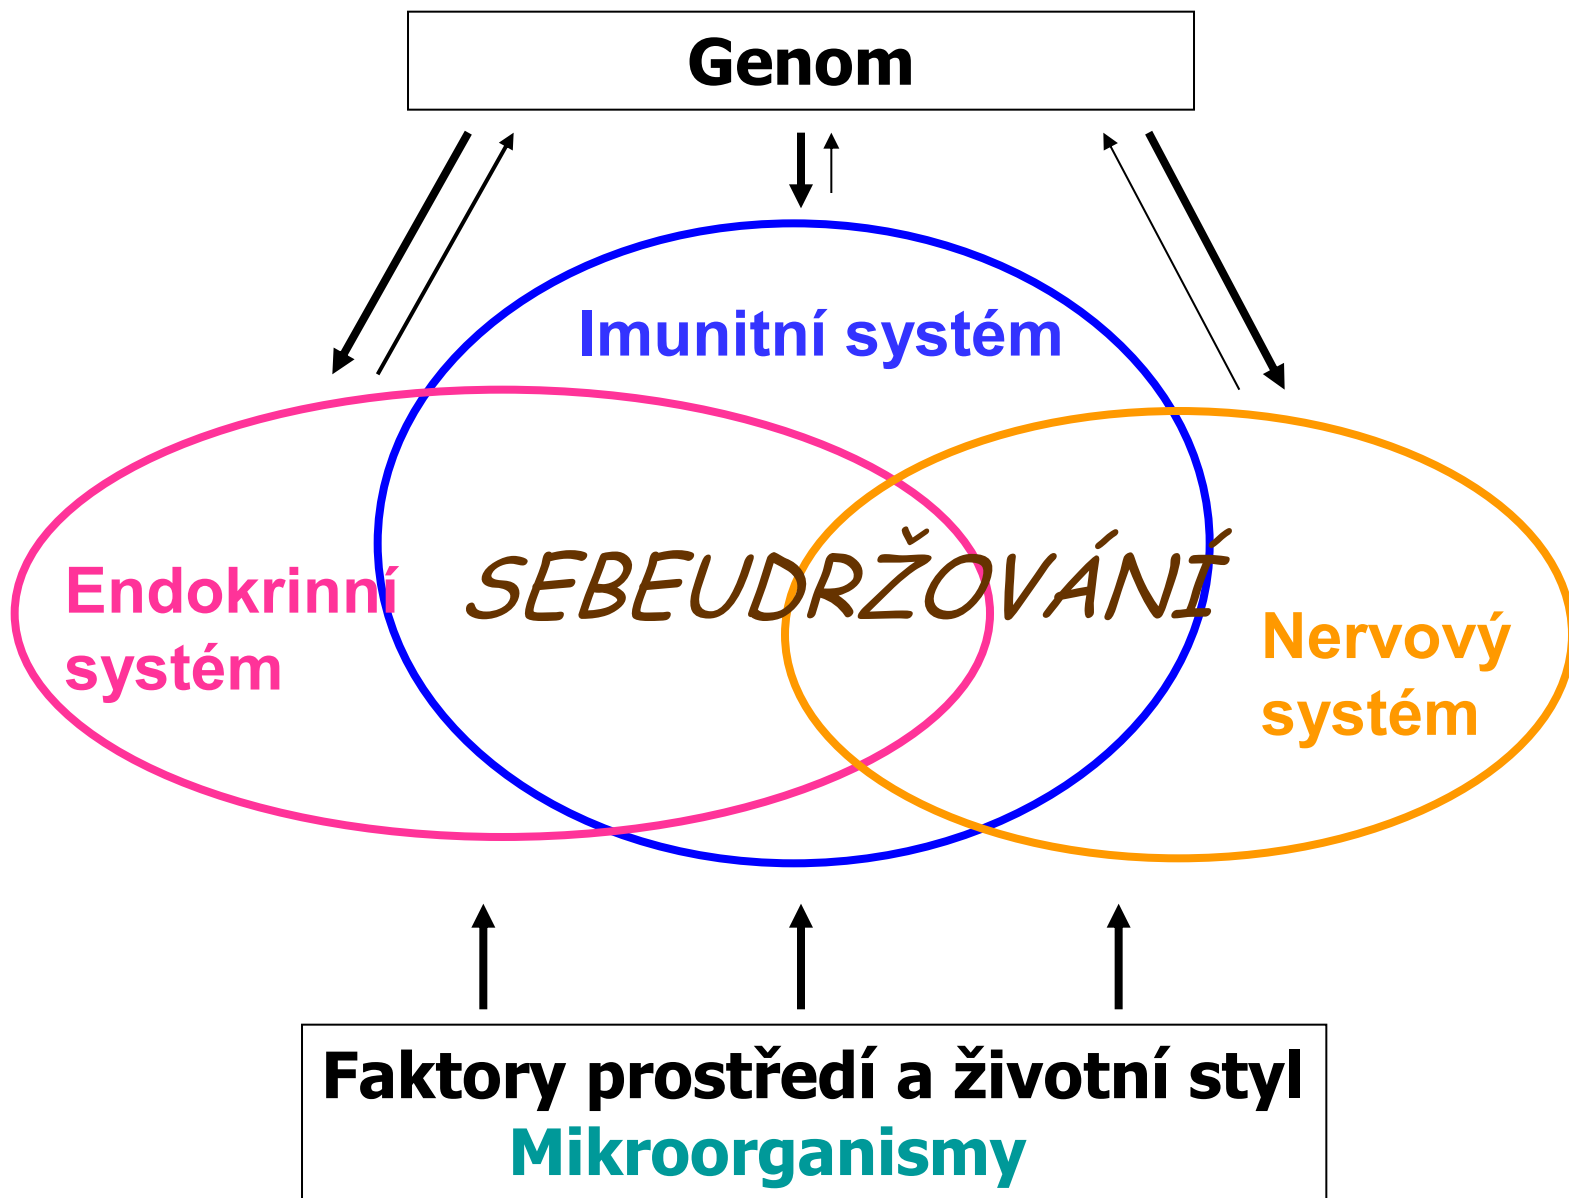 Genom
Imunitní systém
Endokrinní
systém
SEBEUDRŽOVÁNÍ
Nervový
systém
Faktory prostředí a životní styl
Mikroorganismy